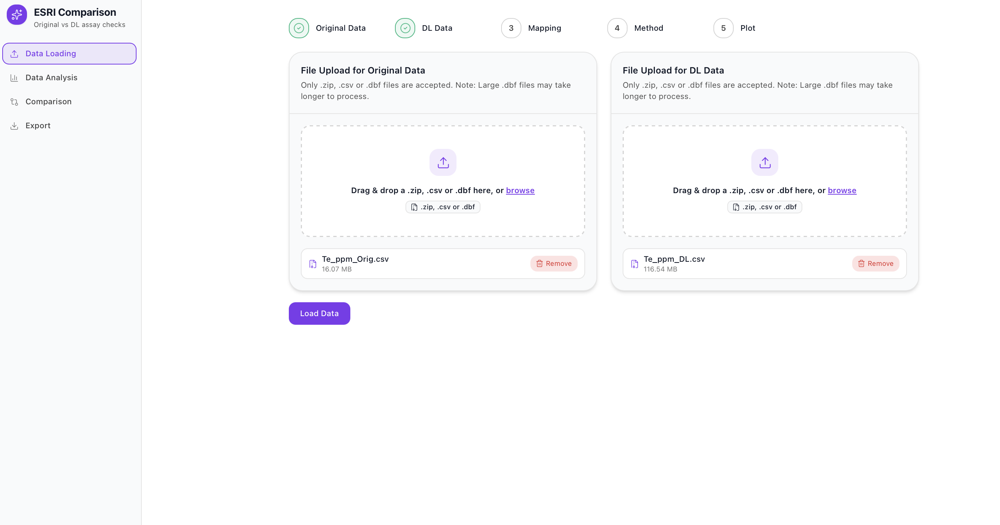 ESRI Comparison
Original vs DL assay checks
Data Loading
Data Analysis
Comparison
Export
Original Data
DL Data
3 Mapping
4 Method
5 Plot
File Upload for Original Data
Only .zip, .csv or .dbf files are accepted. Note: Large .dbf files may take
longer to process.
Drag & drop a .zip, .csv or .dbf here, or browse
.zip, .csv or .dbf
Te_ppm_Orig.csv
16.07 MB
Remove
File Upload for DL Data
Only .zip, .csv or .dbf files are accepted. Note: Large .dbf files may take
longer to process.
Drag & drop a .zip, .csv or .dbf here, or browse
.zip, .csv or .dbf
Te_ppm_DL.csv
116.54 MB
Remove
Load Data